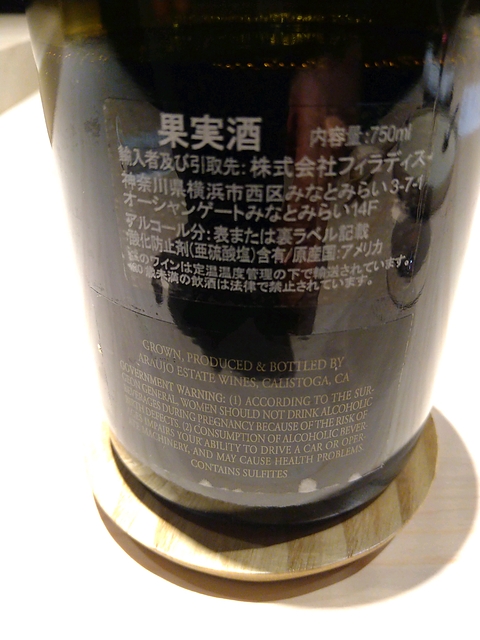 果実酒 内容量:750ml
輸入者及び引取先:株式会社フィラディス
神奈川県横浜市西区みなとみらい3-7-1
オーシャンゲートみなとみらい14F
アルコール分:表または裏ラベル記載
酸化防止剤(亜硫酸塩)含有/原産国:アメリカ
のワインは定温温度管理の下で輸送されています。
歳未満の飲酒は法律で禁止されています。
GROWN, PRODUCED & BOTTLED BY
ARAUJO ESTATE WINES, CALISTOGA, CA
GOVERNMENT WARNING: (1) ACCORDING TO THE SUR-
GEON GENERAL, WOMEN SHOULD NOT DRINK ALCOHOLIC
BEVERAGES DURING PREGNANCY BECAUSE OF THE RISK OF
BIRTH DEFECTS. (2) CONSUMPTION OF ALCOHOLIC BEVER
IMPAIRS YOUR ABILITY TO DRIVE A CAR OR OPER
MACHINERY, AND MAY CAUSE HEALTH PROBLEMS
CONTAINS SULFITES